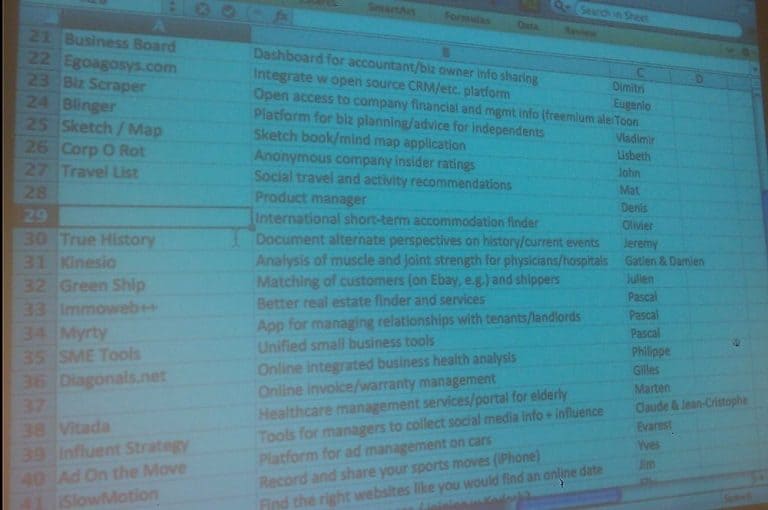 SmartArt Formulas Data Review
Search in Sheet
fx
A B C D
21 Business Board Dashboard for accountant/biz owner info sharing Dimitri
22 Egoagosys.com Integrate w open source CRM/etc. platform Eugenio
23 Biz Scraper Open access to company financial and mgmt info (freemium ale Toon
24 Blinger Platform for biz planning/advice for independents Vladimir
25 Sketch / Map Sketch book/mind map application Lisbeth
26 Corp O Rot Anonymous company insider ratings John
27 Travel List Social travel and activity recommendations Mat
28 Product manager Denis
29 International short-term accommodation finder Olivier
30 True History Document alternate perspectives on history/current events Jeremy
31 Kinesio Analysis of muscle and joint strength for physicians/hospitals Gatien & Damien
32 Green Ship Matching of customers (on Ebay, e.g.) and shippers Julien
33 Immoweb++ Better real estate finder and services Pascal
34 Myrty App for managing relationships with tenants/landlords Pascal
35 SME Tools Unified small business tools Pascal
36 Diagonals.net Online integrated business health analysis Philippe
37 Online invoice/warranty management Gilles
38 Vitada Healthcare management services/portal for elderly Marten
39 Influent Strategy Tools for managers to collect social media info + influence Claude & Jean-Cristophe
40 Ad On the Move Platform for ad management on cars Evarest
41 iSlowMotion Record and share your sports moves (iPhone) Yves
Find the right websites like you would find an online date Jim